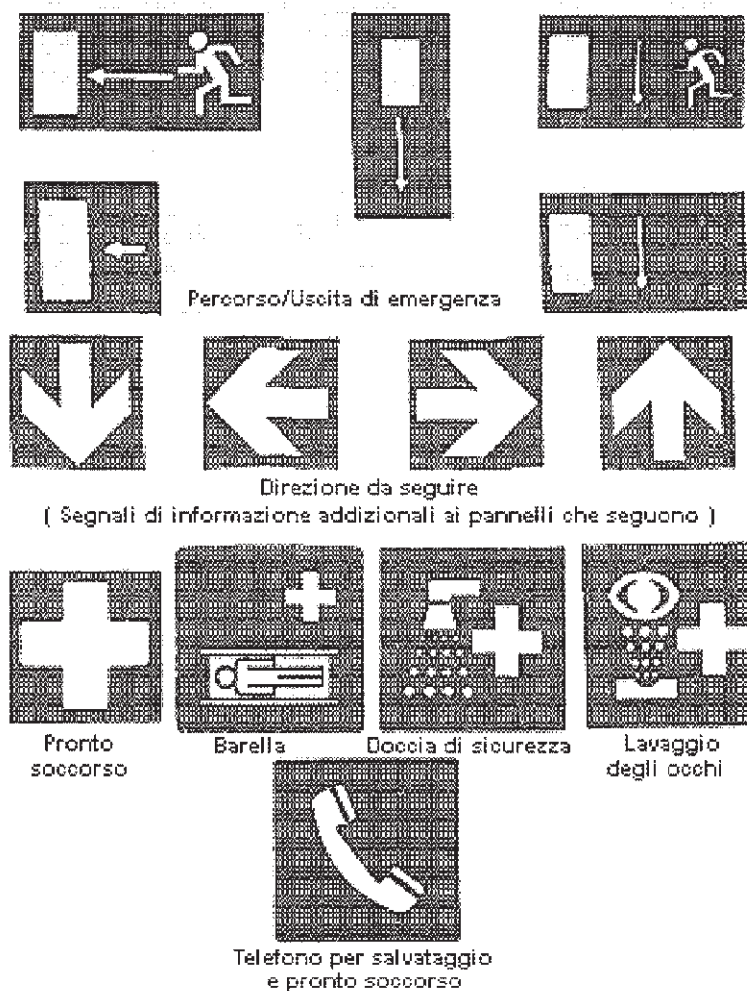 Percorso/Uscita di emergenza
Direzione da seguire
( Segnali di informazione addizionali ai pannelli che seguono )
Pronto
soccorso
Barella
Doccia di sicurezza
Lavaggio
degli occhi
Telefono per salvataggio
e pronto soccorso